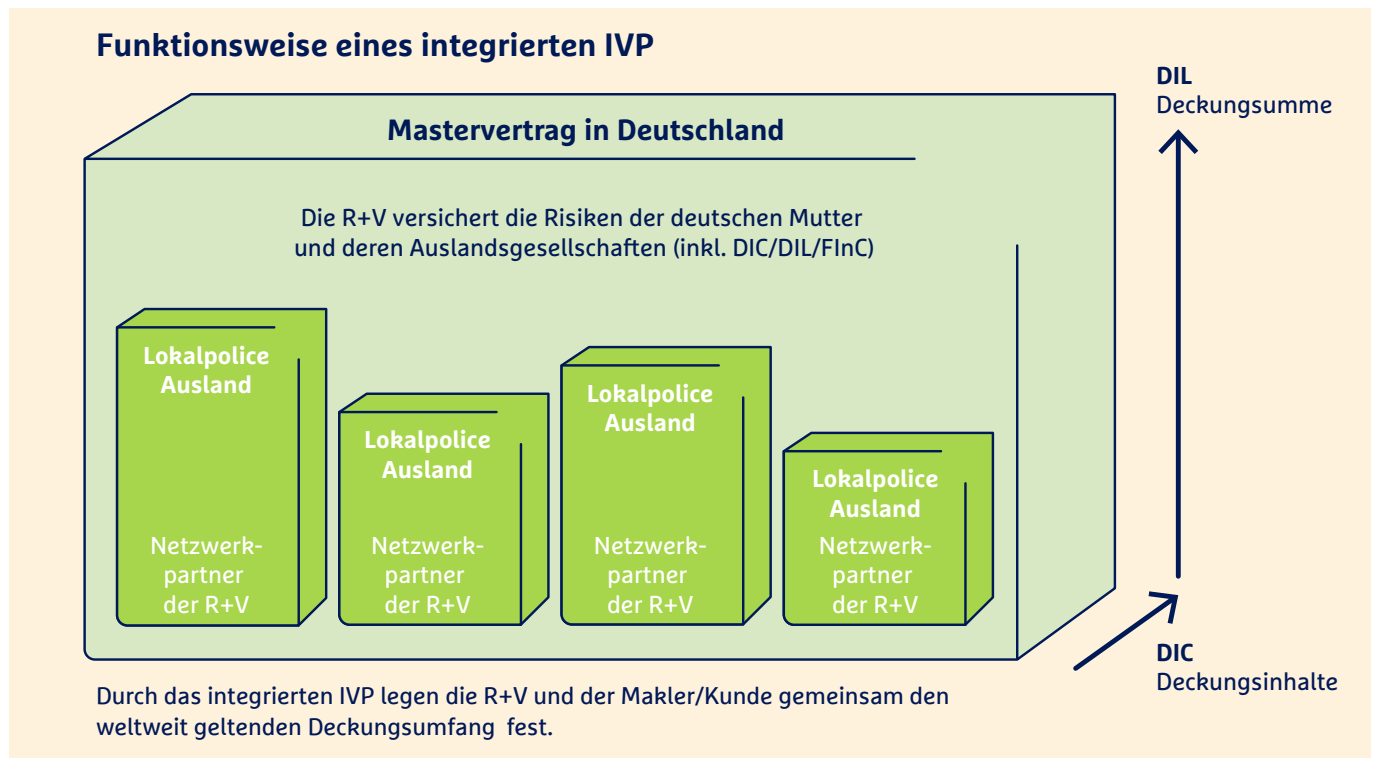 Funktionsweise eines integrierten IVP
DIL
Deckungsumme
Mastervertrag in Deutschland
Die R+V versichert die Risiken der deutschen Mutter
und deren Auslandsgesellschaften (inkl. DIC/DIL/FInC)
Lokalpolice
Ausland
Netzwerk-
partner
der R+V
Lokalpolice
Ausland
Netzwerk-
partner
der R+V
Lokalpolice
Ausland
Netzwerk-
partner
der R+V
Lokalpolice
Ausland
Netzwerk-
partner
der R+V
DIC
Deckungsinhalte
Durch das integrierten IVP legen die R+V und der Makler/Kunde gemeinsam den
weltweit geltenden Deckungsumfang fest.